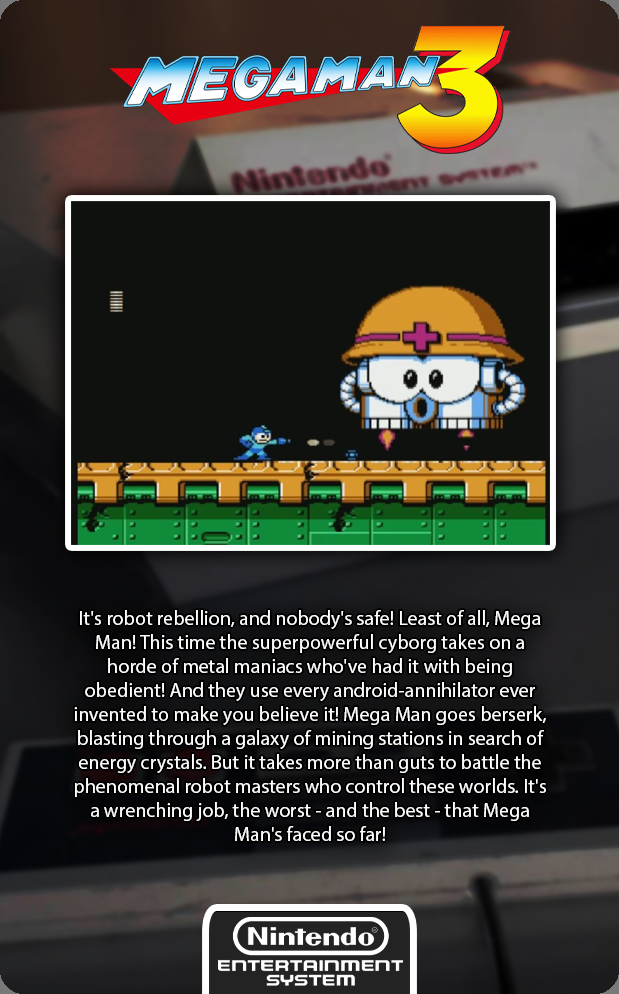 MEGAMAN 3
Nintendo
ENTERTAINMENT SYSTEM™
It's robot rebellion, and nobody's safe! Least of all, Mega
Man! This time the superpowerful cyborg takes on a
horde of metal maniacs who've had it with being
obedient! And they use every android-annihilator ever
invented to make you believe it! Mega Man goes berserk,
blasting through a galaxy of mining stations in search of
energy crystals. But it takes more than guts to battle the
phenomenal robot masters who control these worlds. It's
a wrenching job, the worst - and the best - that Mega
Man's faced so far!
Nintendo®
ENTERTAINMENT
SYSTEM